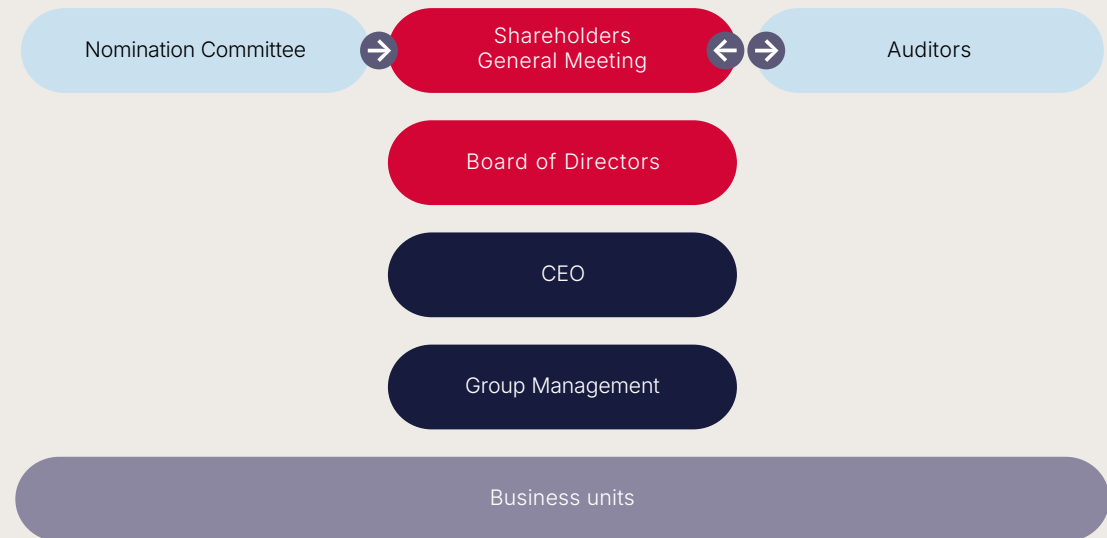 Nomination Committee
Shareholders
General Meeting
Auditors
Board of Directors
CEO
Group Management
Business units